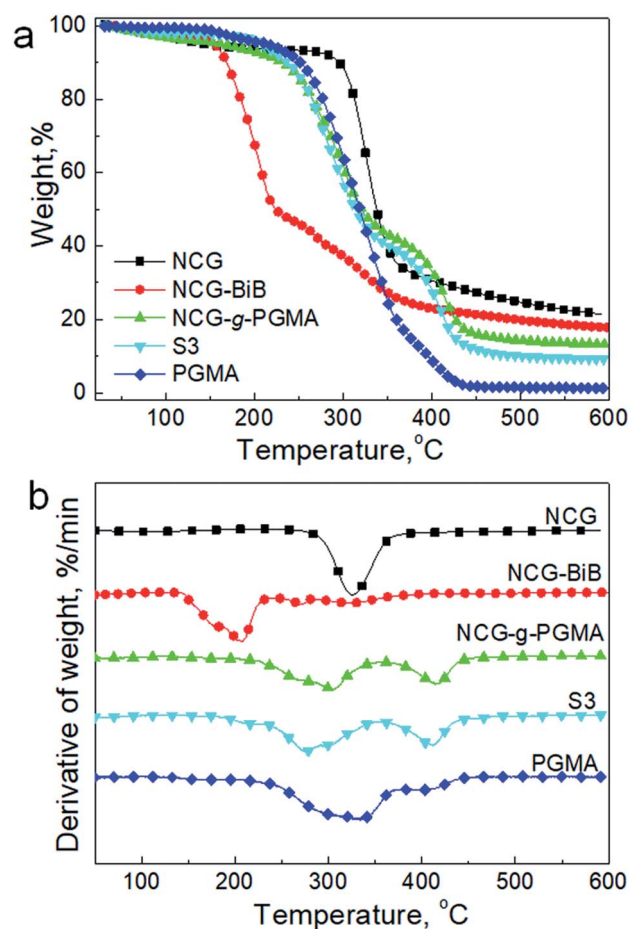 a
100
80
60
40
20
0
Weight,%
NCG
NCG-BiB
NCG-g-PGMA
S3
PGMA
100 200 300 400 500 600
Temperature,°C
b
NCG
NCG-BiB
NCG-g-PGMA
S3
PGMA
Derivative of weight, %/min
100 200 300 400 500 600
Temperature, °C